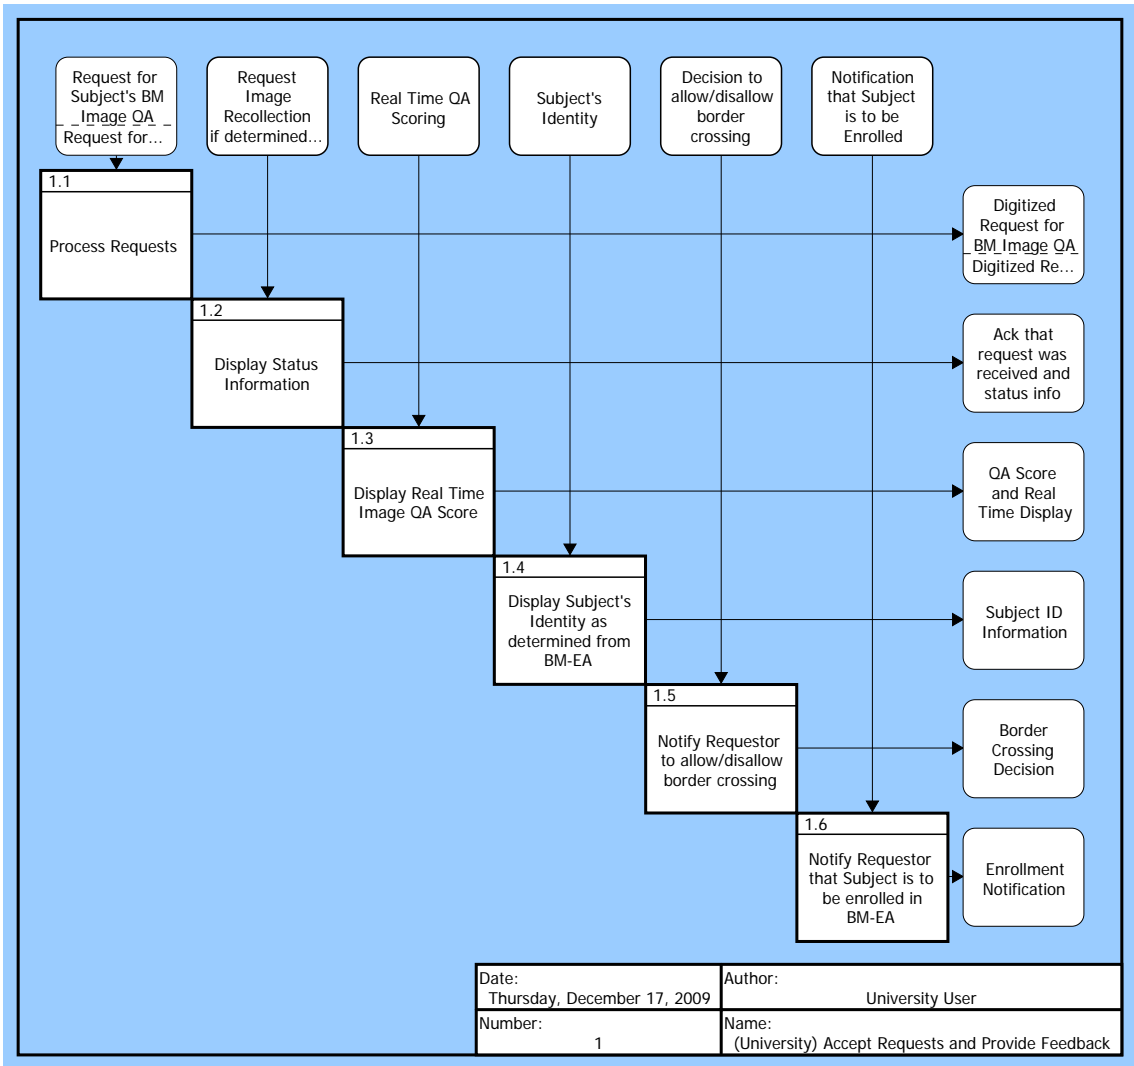 Request for
Subject's BM
Image QA
Request for...
Request
Image
Recollection
if determined...
Real Time QA
Scoring
Subject's
Identity
Decision to
allow/disallow
border
crossing
Notification
that Subject
is to be
Enrolled
1.1
Process Requests
Digitized
Request for
BM Image QA
Digitized Re...
1.2
Display Status
Information
Ack that
request was
received and
status info
1.3
Display Real Time
Image QA Score
QA Score
and Real
Time Display
1.4
Display Subject's
Identity as
determined from
BM-EA
Subject ID
Information
1.5
Notify Requestor
to allow/disallow
border crossing
Border
Crossing
Decision
1.6
Notify Requestor
that Subject is to
be enrolled in
BM-EA
Enrollment
Notification
Date:
Thursday, December 17, 2009
Author:
University User
Number:
1
Name:
(University) Accept Requests and Provide Feedback